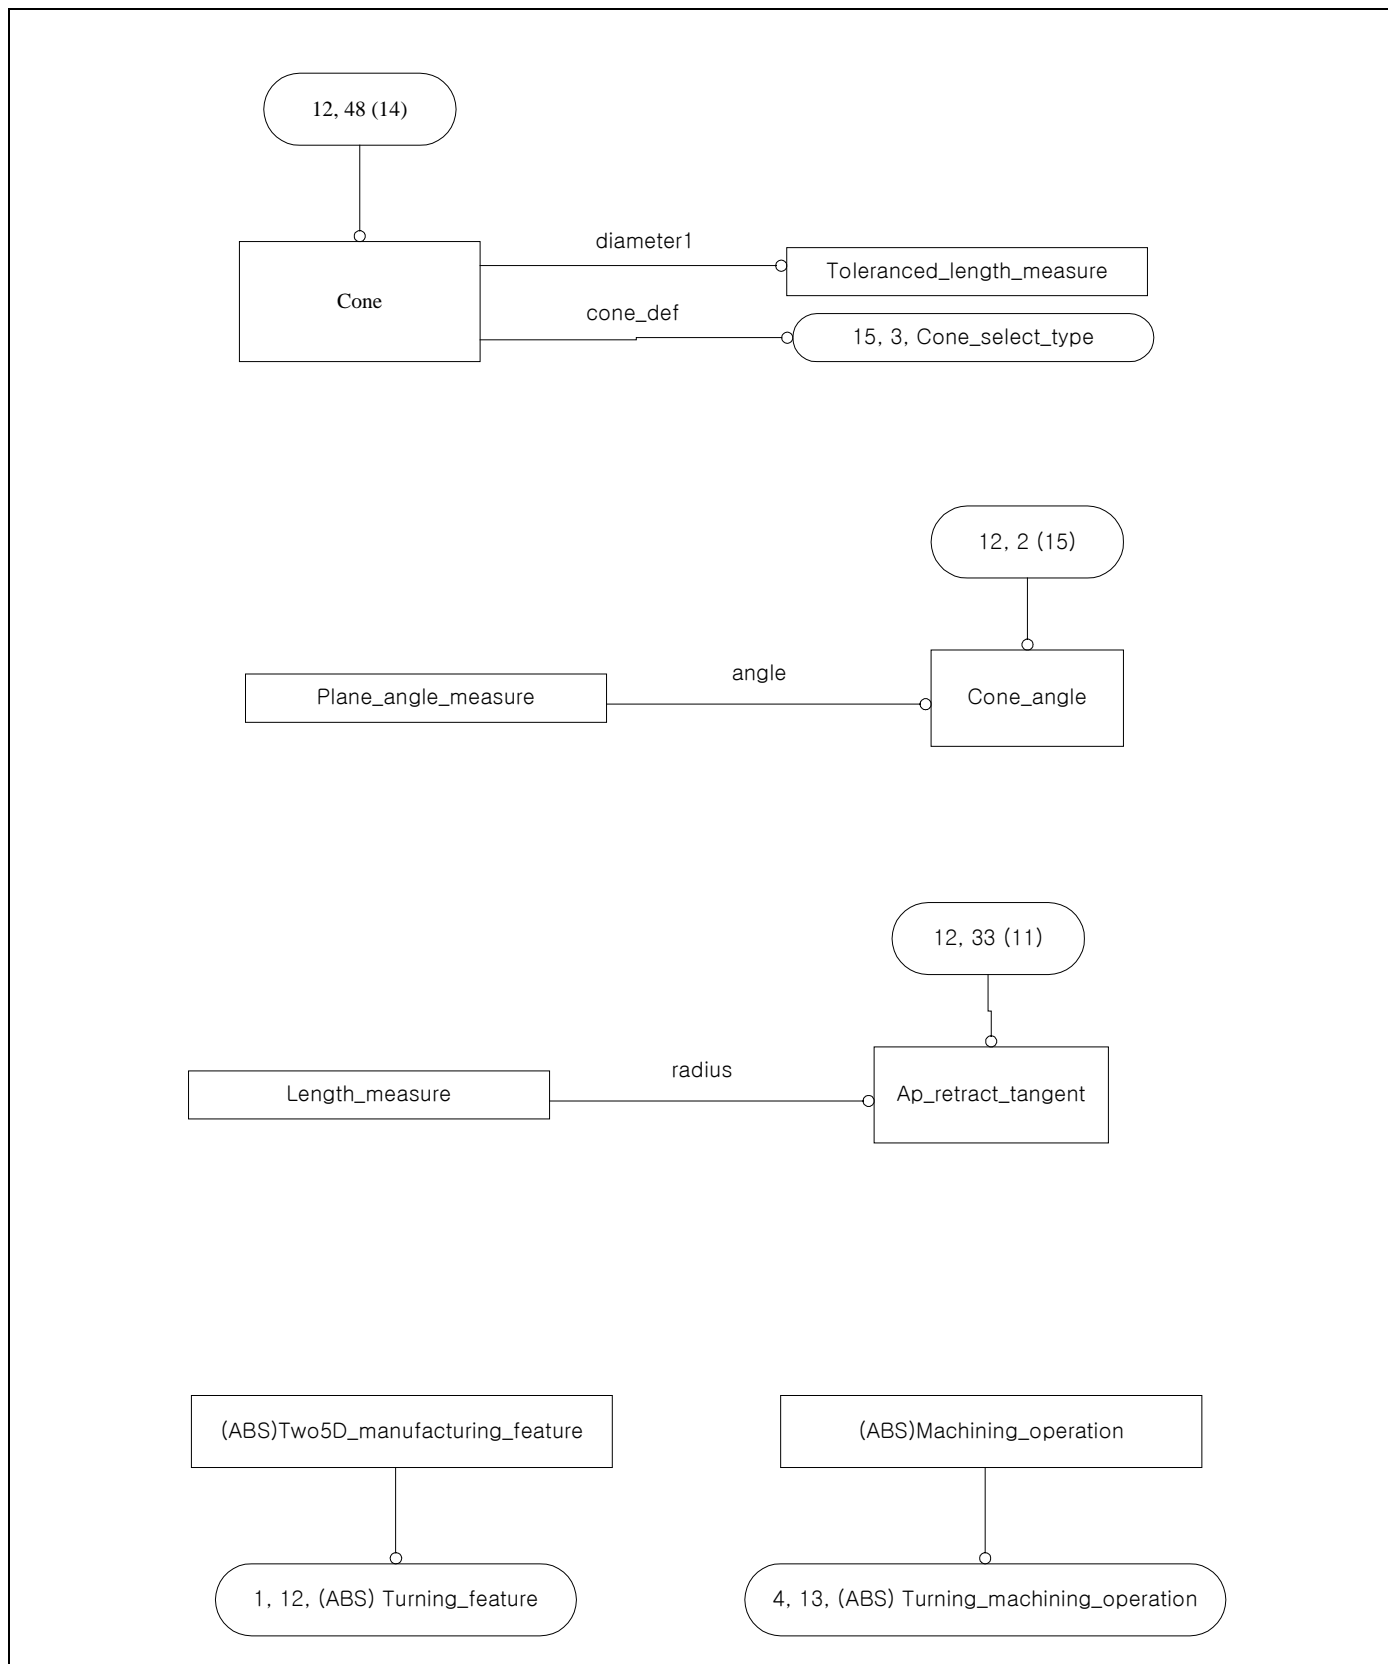 12, 48 (14)
diameter1
Toleranced_length_measure
Cone
cone_def
15, 3, Cone_select_type
12, 2 (15)
angle
Plane_angle_measure
Cone_angle
12, 33 (11)
radius
Length_measure
Ap_retract_tangent
(ABS)Two5D_manufacturing_feature
(ABS)Machining_operation
1, 12, (ABS) Turning_feature
4, 13, (ABS) Turning_machining_operation